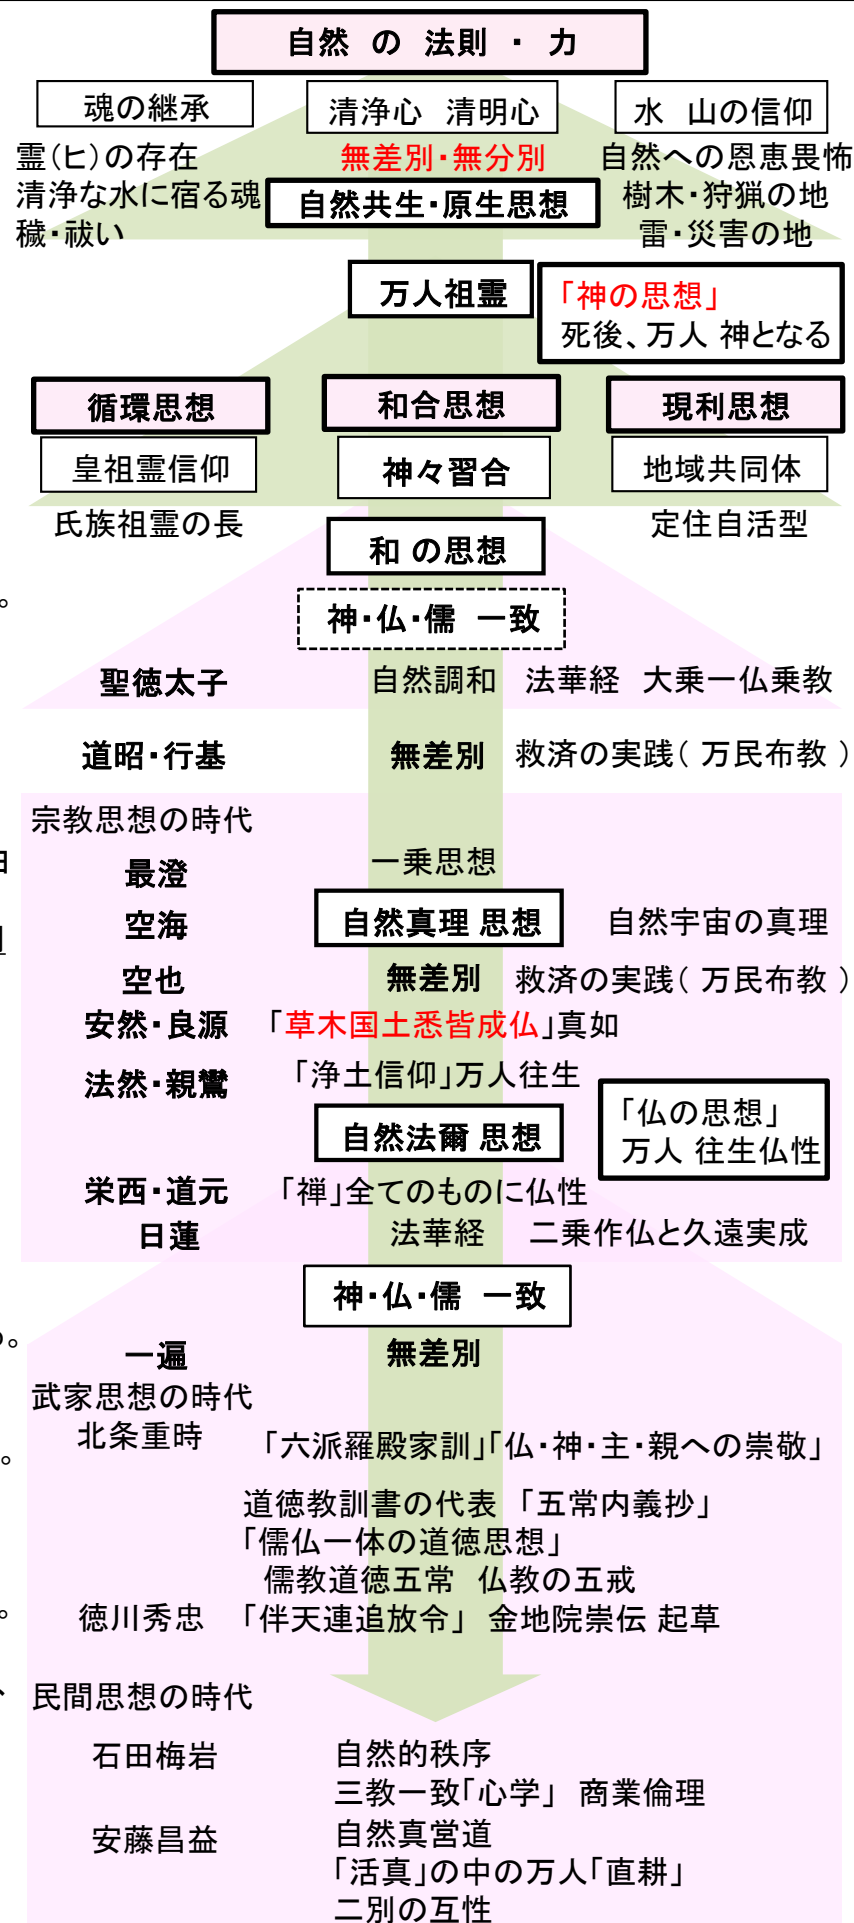 自然 の 法則 ・ 力
魂の継承
清浄心 清明心
水 山の信仰
霊(ヒ)の存在
清浄な水に宿る魂
穢・祓い
無差別・無分別
自然共生・原生思想
自然への恩恵畏怖
樹木・狩猟の地
雷・災害の地
万人祖霊
「神の思想」
死後、万人 神となる
循環思想
和合思想
現利思想
皇祖霊信仰
神々習合
地域共同体
氏族祖霊の長
定住自活型
和 の思想
。
神・仏・儒 一致
聖徳太子 自然調和 法華経 大乗一仏乗教
道昭・行基 無差別 救済の実践( 万民布教 )
宗教思想の時代
最澄 一乗思想
空海 自然真理 思想 自然宇宙の真理
空也 無差別 救済の実践( 万民布教 )
安然・良源 「草木国土悉皆成仏」真如
法然・親鸞 「浄土信仰」万人往生
自然法爾 思想
「仏の思想」
万人 往生仏性
栄西・道元 「禅」全てのものに仏性
日蓮 法華経 二乗作仏と久遠実成
神・仏・儒 一致
。
一遍 無差別
武家思想の時代
北条重時 「六派羅殿家訓」「仏・神・主・親への崇敬」
。
道徳教訓書の代表 「五常内義抄」
「儒仏一体の道徳思想」
儒教道徳五常 仏教の五戒
。
徳川秀忠 「伴天連追放令」 金地院崇伝 起草
、
民間思想の時代
石田梅岩 自然的秩序
三教一致「心学」 商業倫理
安藤昌益 自然真営道
「活真」の中の万人「直耕」
二別の互性